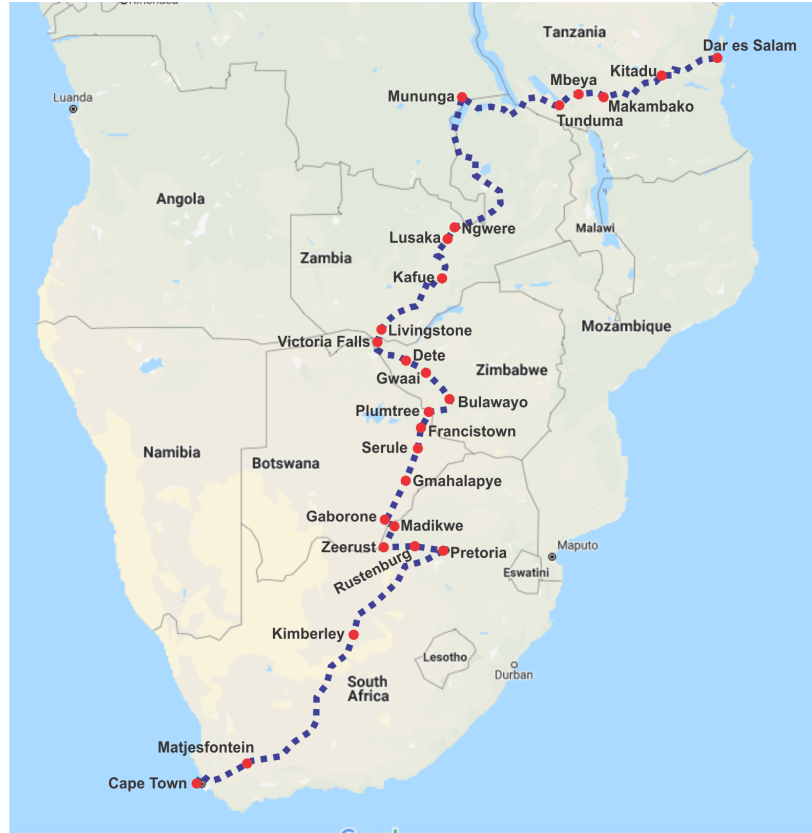 Tanzania
Dar es Salam
Kitadu
Mbeya
Luanda
Mununga
Makambako
Tunduma
Angola
Ngwere
Malawi
Lusaka
Zambia
Kafue
Mozambique
Livingstone
Victoria Falls
Dete
Zimbabwe
Gwaai
Bulawayo
Plumtree
Francistown
Namibia
Serule
Botswana
Gmahalapye
Gaborone
Madikwe
Zeerust
Maputo
Pretoria
Rustenburg
Eswatini
Kimberley
Lesotho
Durban
South
Africa
Matjesfontein
Cape Town